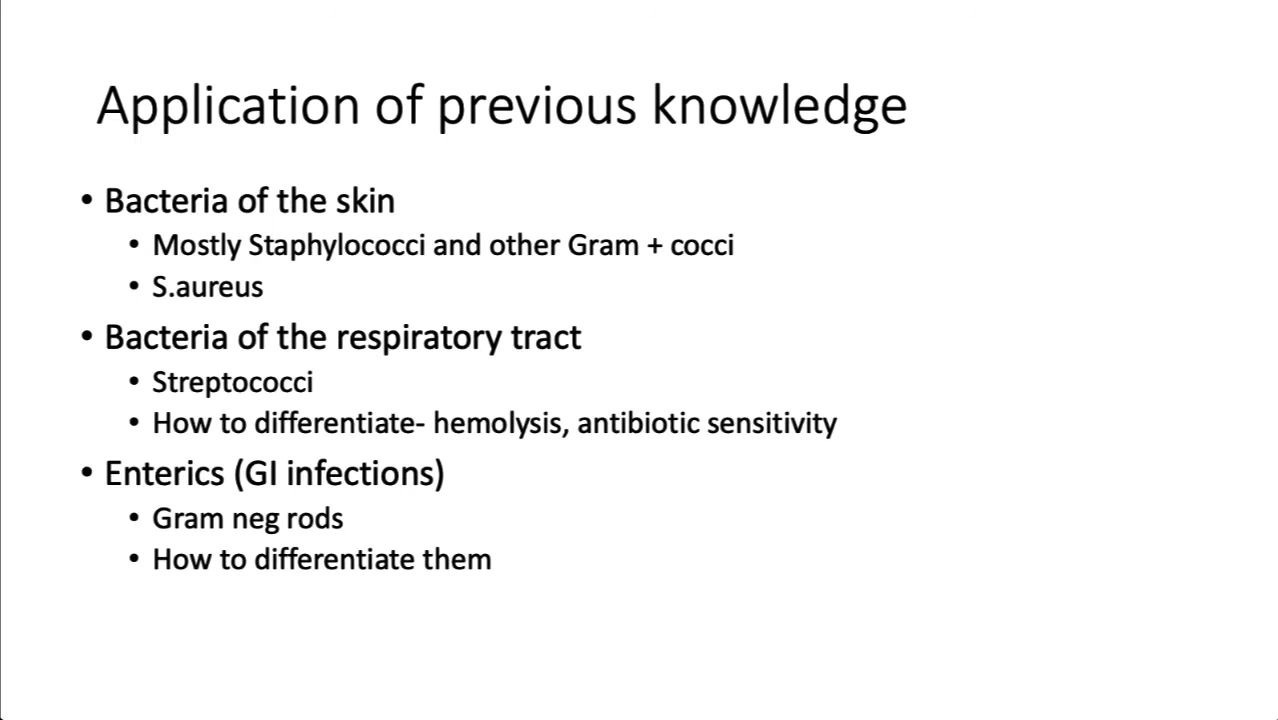 Application of previous knowledge
• Bacteria of the skin
• Mostly Staphylococci and other Gram + cocci
• S.aureus
• Bacteria of the respiratory tract
• Streptococci
• How to differentiate- hemolysis, antibiotic sensitivity
• Enterics (GI infections)
• Gram neg rods
• How to differentiate them